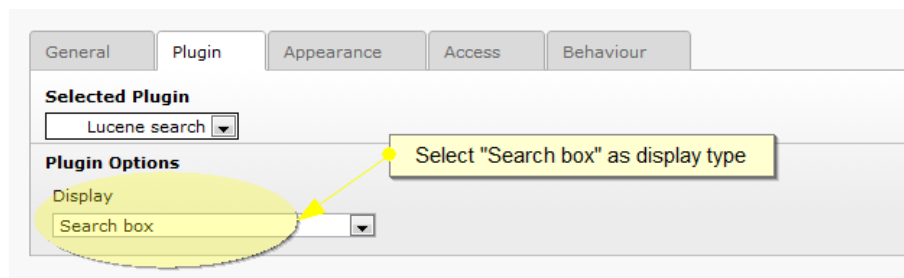 General Plugin Appearance Access Behaviour
Selected Plugin
Lucene search
Select "Search box" as display type
Plugin Options
Display
Search box